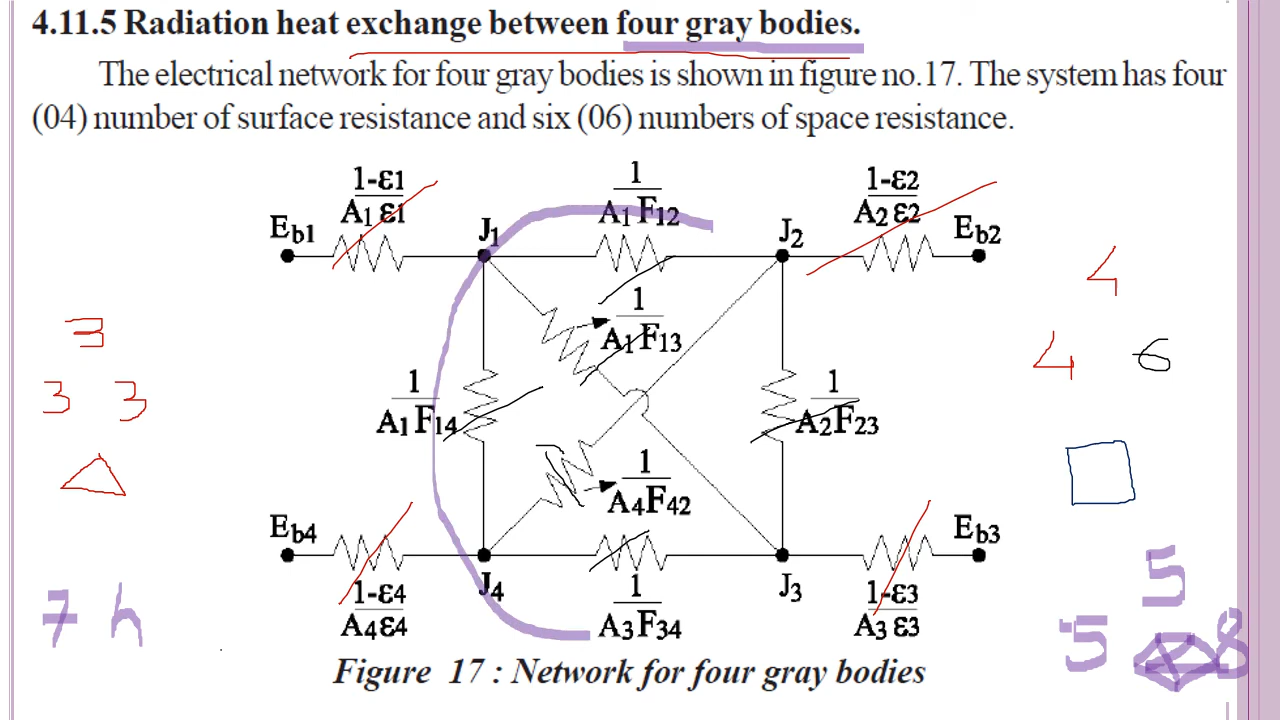 4.11.5 Radiation heat exchange between four gray bodies.
The electrical network for four gray bodies is shown in figure no.17. The system has four
(04) number of surface resistance and six (06) numbers of space resistance.
1-ε1
A1 ε1
1
A1 F12
1-ε2
A2 ε2
Eb1
J1
J2
Eb2
4
1
A1 F13
3
4 6
3 3
1
A1 F14
1
A2 F23
1
A4 F42
Eb4
Eb3
J4
J3
5
1-ε4
A4 ε4
1
A3 F34
1-ε3
A3 ε3
7 h
5 8
Figure 17 : Network for four gray bodies